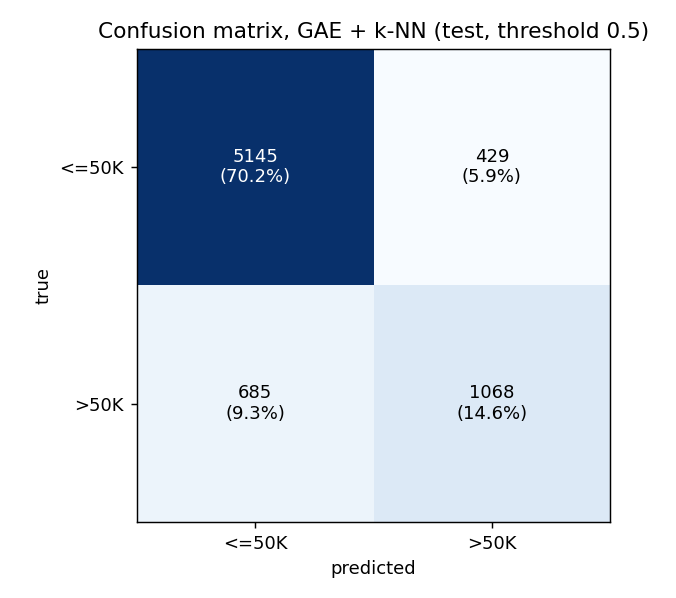 Confusion matrix, GAE + k-NN (test, threshold 0.5)
<=50K
5145
(70.2%)
429
(5.9%)
true
>50K
685
(9.3%)
1068
(14.6%)
<=50K
>50K
predicted